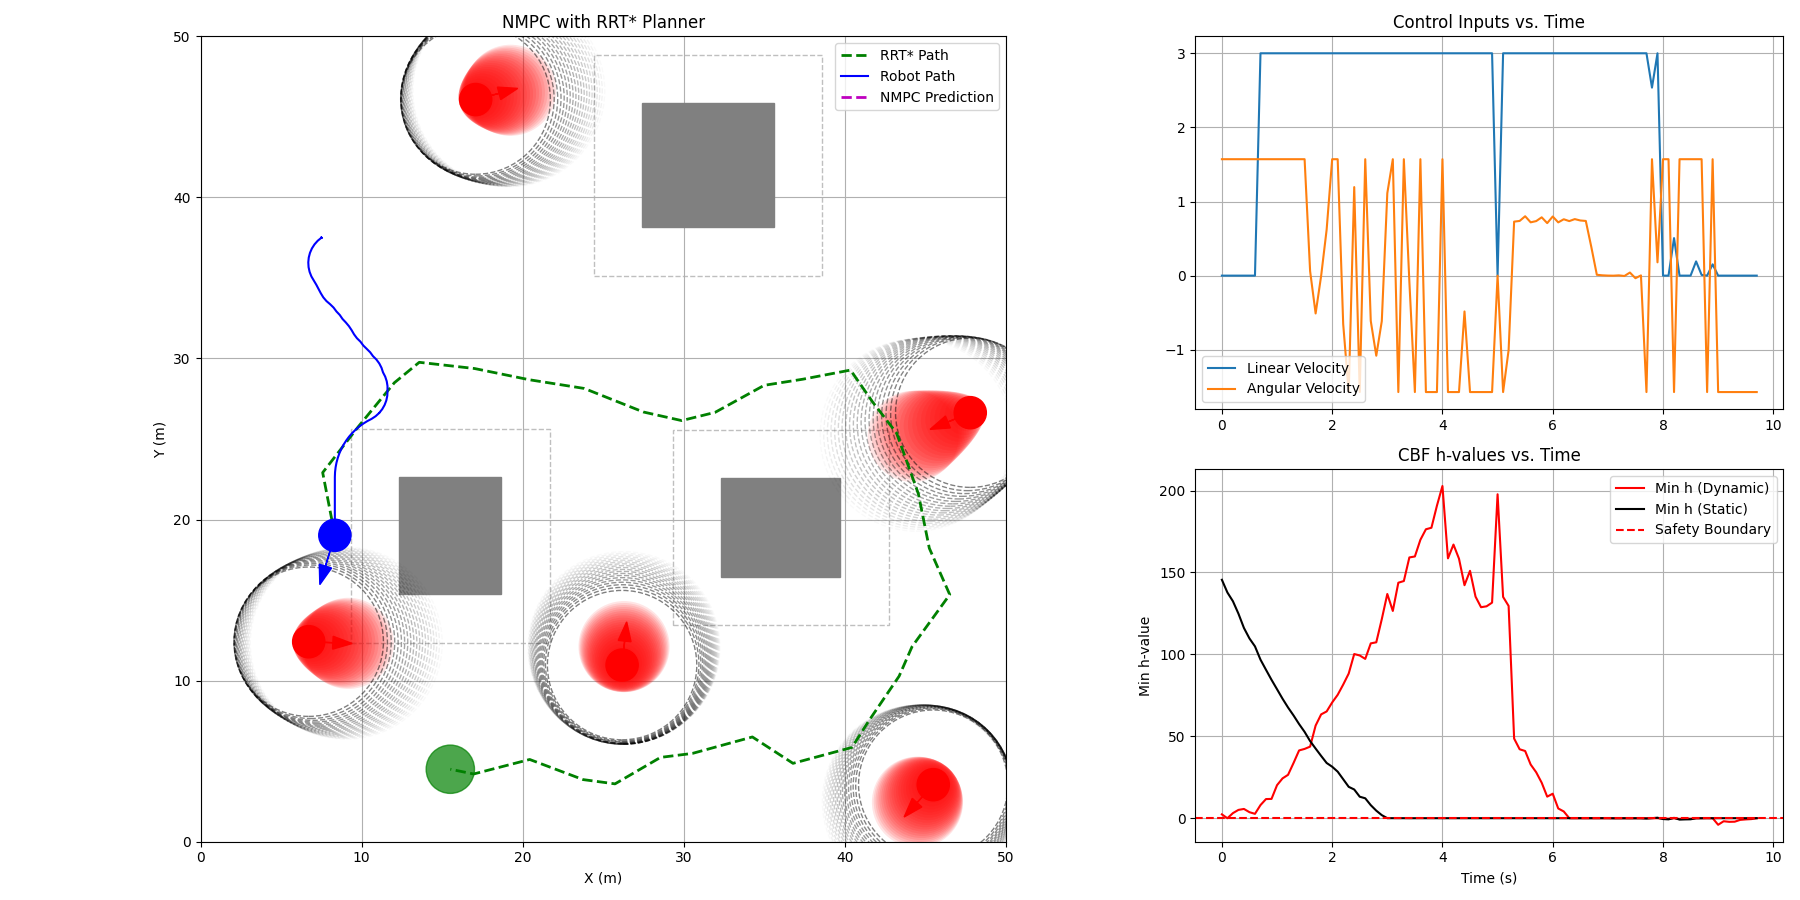 NMPC with RRT* Planner
50
40
30
20
10
0
Y (m)
0 10 20 30 40 50
X (m)
RRT* Path
Robot Path
NMPC Prediction
Control Inputs vs. Time
3
2
1
0
−1
Linear Velocity
Angular Velocity
0 2 4 6 8 10
CBF h-values vs. Time
200
150
100
50
0
Min h-value
Min h (Dynamic)
Min h (Static)
Safety Boundary
0 2 4 6 8 10
Time (s)